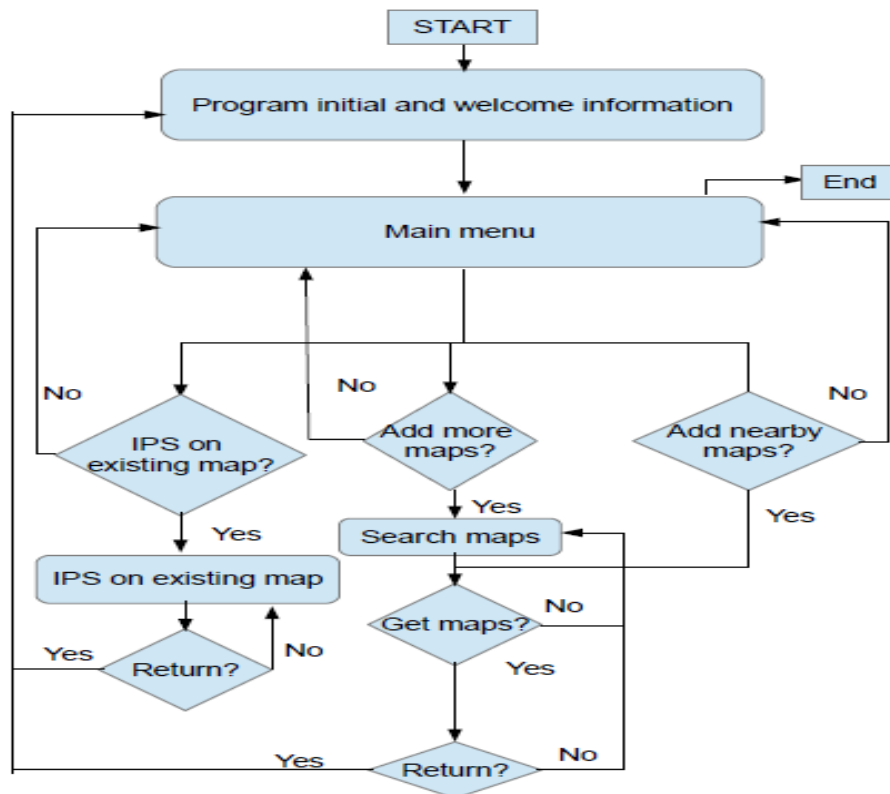 START
Program initial and welcome information
End
Main menu
No
No
No
IPS on
existing map?
Add more
maps?
Add nearby
maps?
Yes
Yes
Yes
Search maps
IPS on existing map
No
Get maps?
Yes
No
Return?
Yes
Yes
No
Return?